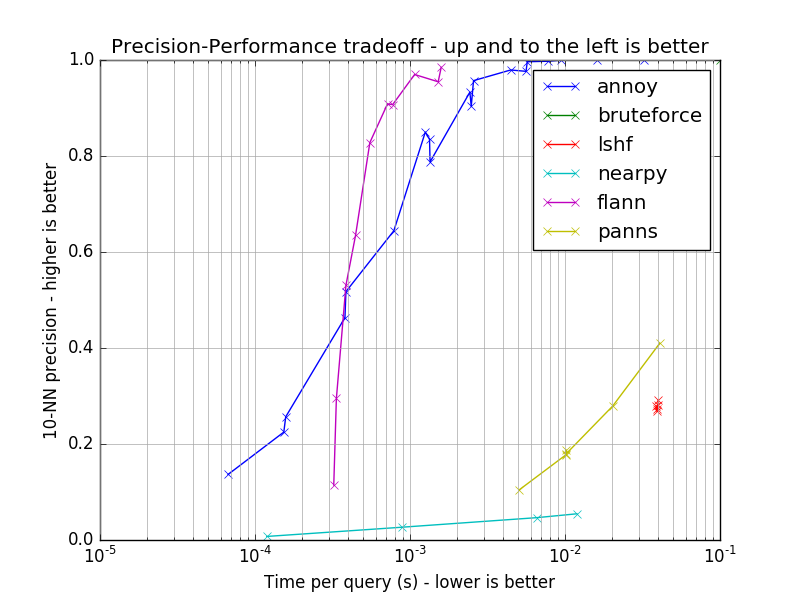 Precision-Performance tradeoff - up and to the left is better
1.0
0.8
0.6
0.4
0.2
0.0
10-NN precision - higher is better
annoy
bruteforce
lshf
nearpy
flann
panns
10^-5
10^-4
10^-3
10^-2
10^-1
Time per query (s) - lower is better